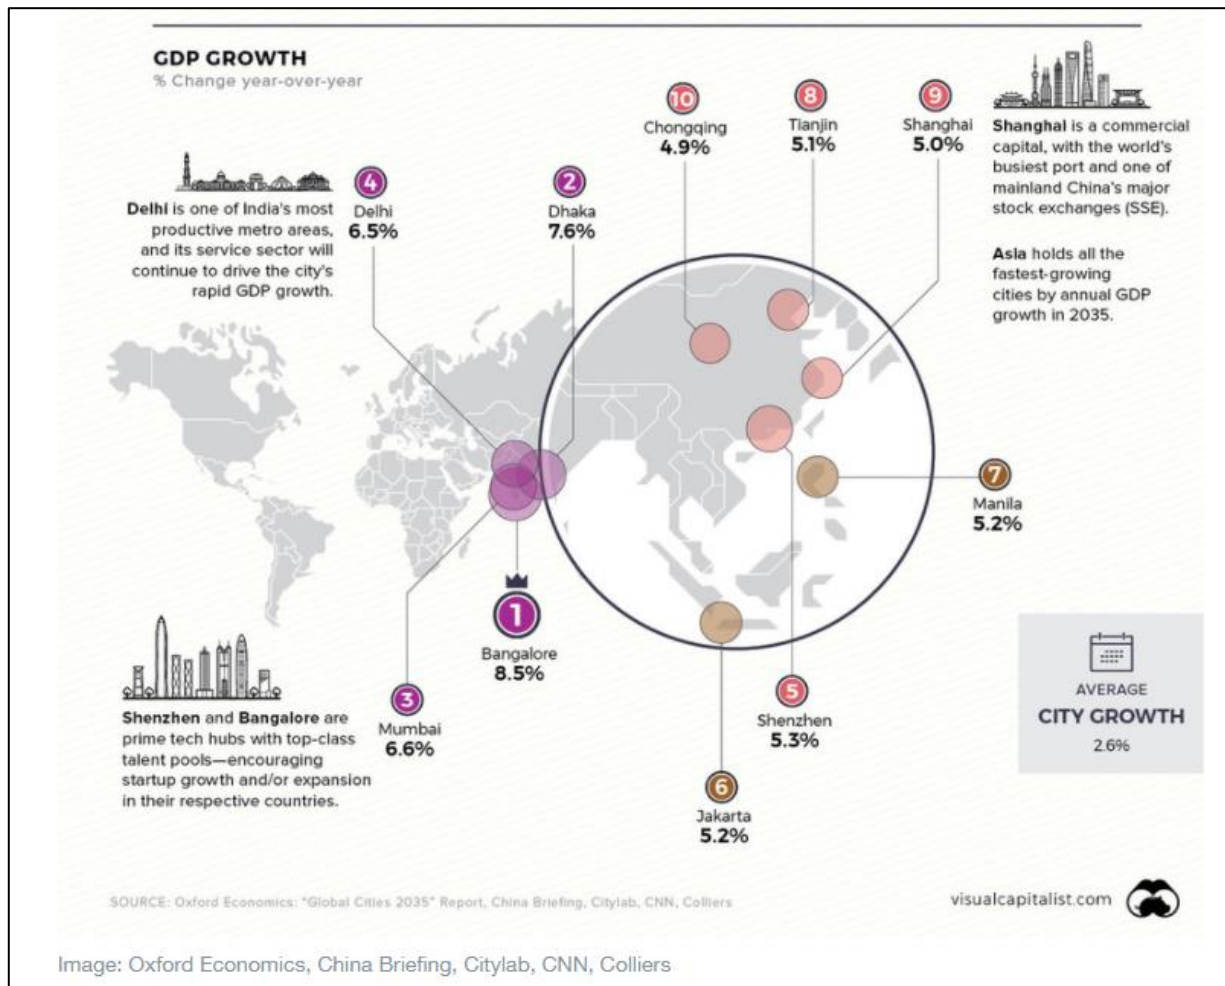 GDP GROWTH
% Change year-over-year
10
Chongqing
4.9%
8
Tianjin
5.1%
9
Shanghai
5.0%
Shanghai is a commercial
capital, with the world's
busiest port and one of
mainland China's major
stock exchanges (SSE).
Asia holds all the
fastest-growing
cities by annual GDP
growth in 2035.
Delhi is one of India's most
productive metro areas,
and its service sector will
continue to drive the city's
rapid GDP growth.
4
Delhi
6.5%
2
Dhaka
7.6%
7
Manila
5.2%
1
Bangalore
8.5%
3
Mumbai
6.6%
5
Shenzhen
5.3%
6
Jakarta
5.2%
Shenzhen and Bangalore are
prime tech hubs with top-class
talent pools—encouraging
startup growth and/or expansion
in their respective countries.
AVERAGE
CITY GROWTH
2.6%
SOURCE: Oxford Economics: "Global Cities 2035" Report, China Briefing, Citylab, CNN, Colliers
visualcapitalist.com
Image: Oxford Economics, China Briefing, Citylab, CNN, Colliers